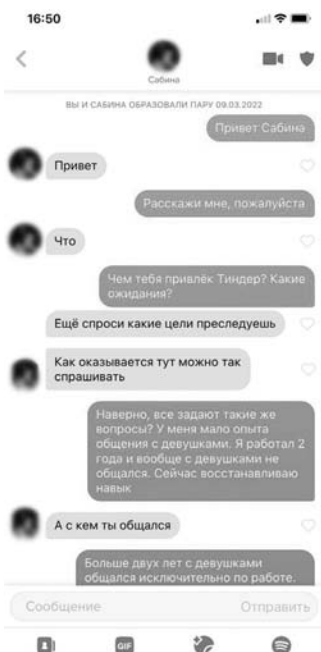 16:50
Сабина
ВЫ И САБИНА ОБРАЗОВАЛИ ПАРУ 09.03.2022
Привет Сабина
Привет
Расскажи мне, пожалуйста
Что
Чем тебя привлёк Тиндер? Какие
ожидания?
Ещё спроси какие цели преследуешь
Как оказывается тут можно так
спрашивать
Наверно, все задают такие же
вопросы? У меня мало опыта
общения с девушками. Я работал 2
года и вообще с девушками не
общался. Сейчас восстанавливаю
навык
А с кем ты общался
Больше двух лет с девушками
общался исключительно по работе.
Сообщение
Отправить
GIF